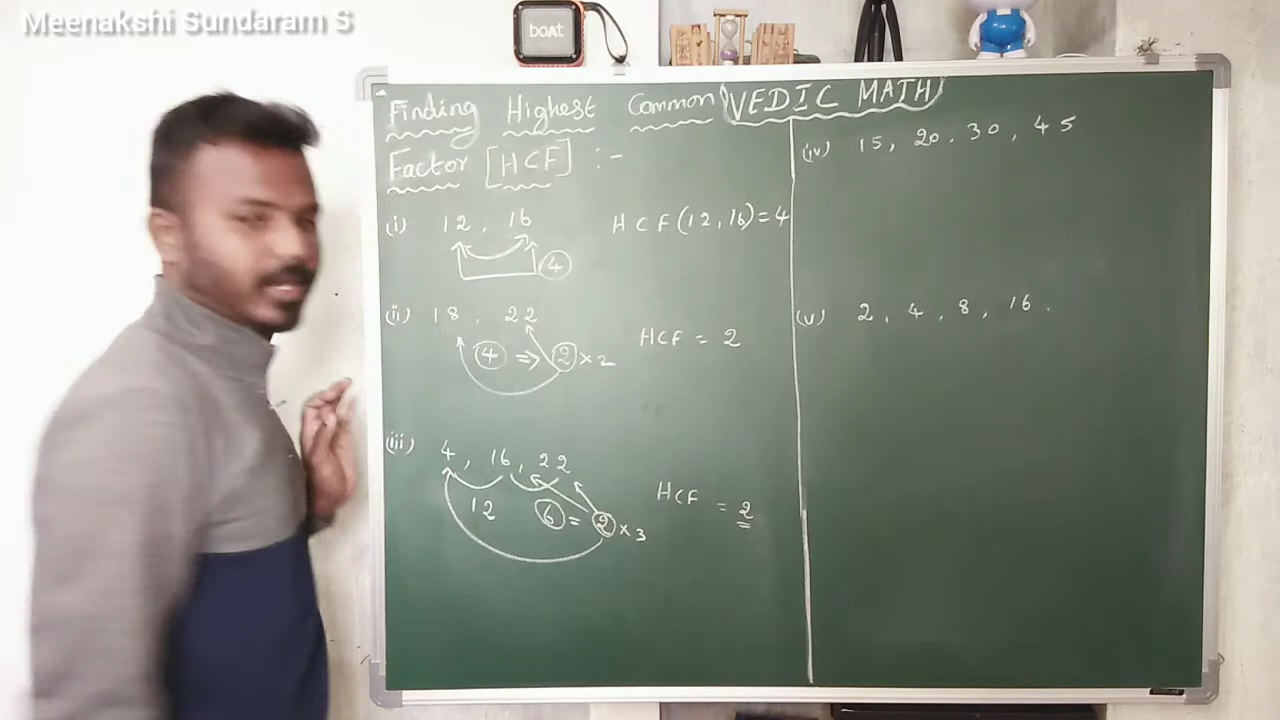 Meenakshi Sundaram S
boAt
Finding Highest Common VEDIC MATH
Factor [HCF] :-
(i) 12, 16 HCF(12,16)=4
4
(ii) 18, 22 HCF = 2
4 => 2 x 2
(iii) 4, 16, 22 HCF = 2
12 6 = 2 x 3
(iv) 15, 20, 30, 45
(v) 2, 4, 8, 16.